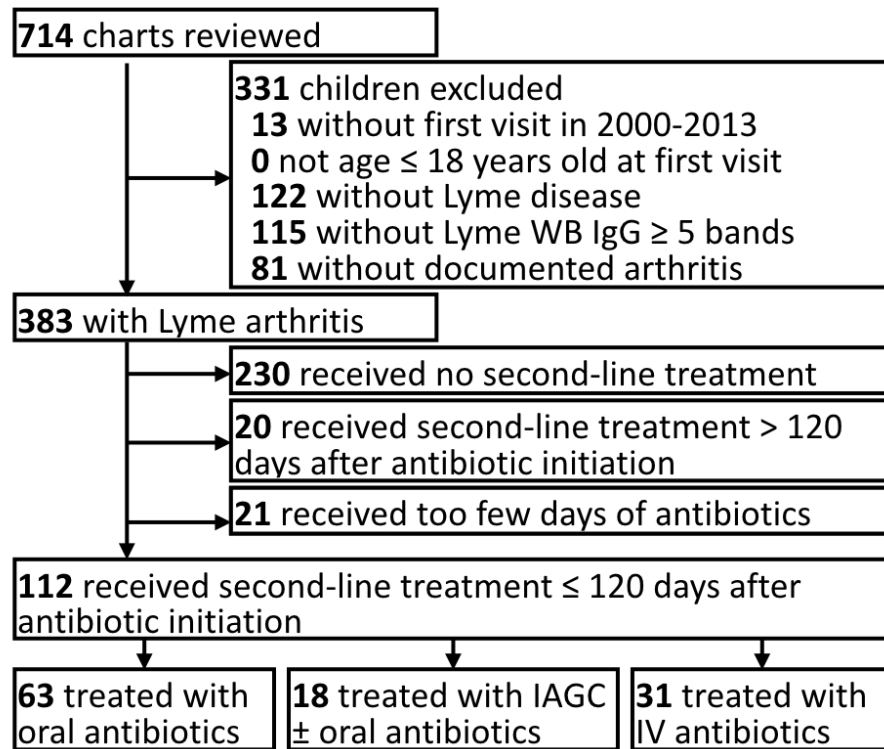 714 charts reviewed
331 children excluded
13 without first visit in 2000-2013
0 not age ≤ 18 years old at first visit
122 without Lyme disease
115 without Lyme WB IgG ≥ 5 bands
81 without documented arthritis
383 with Lyme arthritis
230 received no second-line treatment
20 received second-line treatment > 120
days after antibiotic initiation
21 received too few days of antibiotics
112 received second-line treatment ≤ 120 days after
antibiotic initiation
63 treated with
oral antibiotics
18 treated with IAGC
± oral antibiotics
31 treated with
IV antibiotics